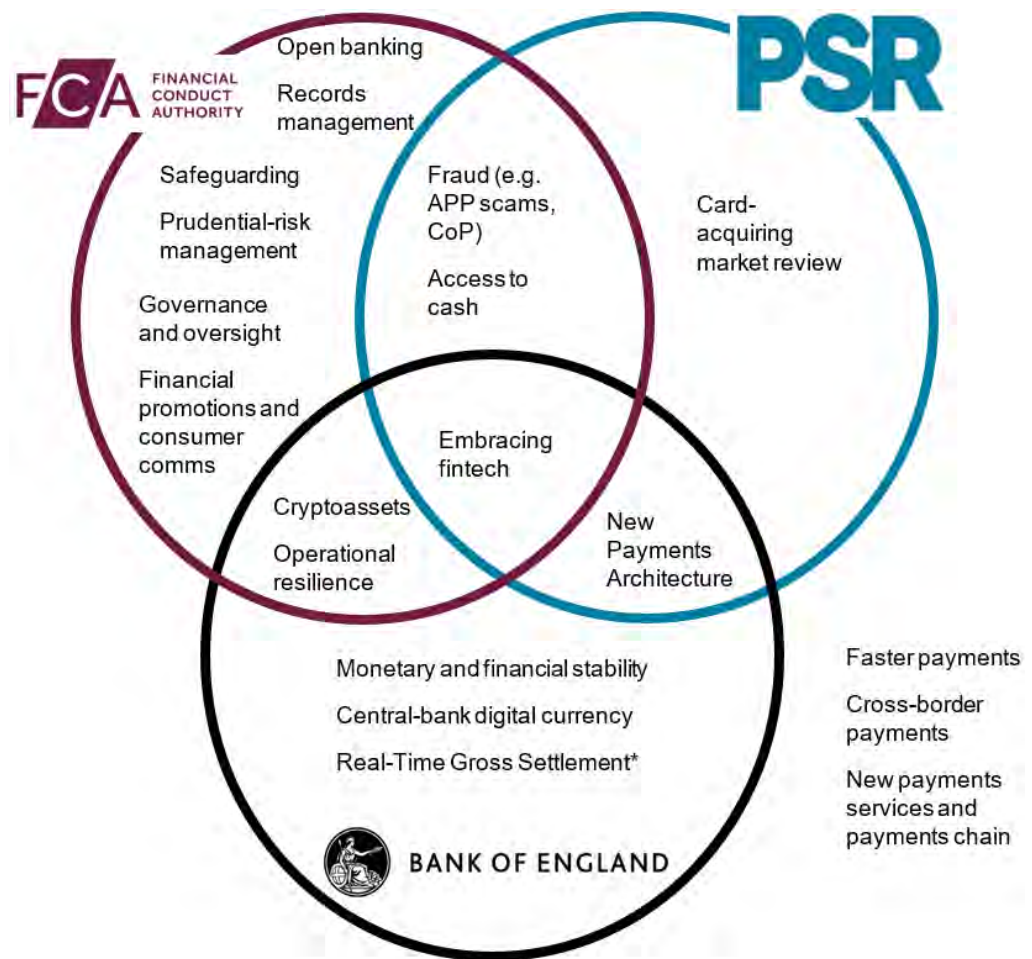 FCA
FINANCIAL
CONDUCT
AUTHORITY
PSR
Open banking
Records
management
Safeguarding
Prudential-risk
management
Governance
and oversight
Financial
promotions and
consumer
comms
Fraud (e.g.
APP scams,
CoP)
Access to
cash
Card-
acquiring
market review
Embracing
fintech
Cryptoassets
Operational
resilience
New
Payments
Architecture
Monetary and financial stability
Central-bank digital currency
Real-Time Gross Settlement*
BANK OF ENGLAND
Faster payments
Cross-border
payments
New payments
services and
payments chain